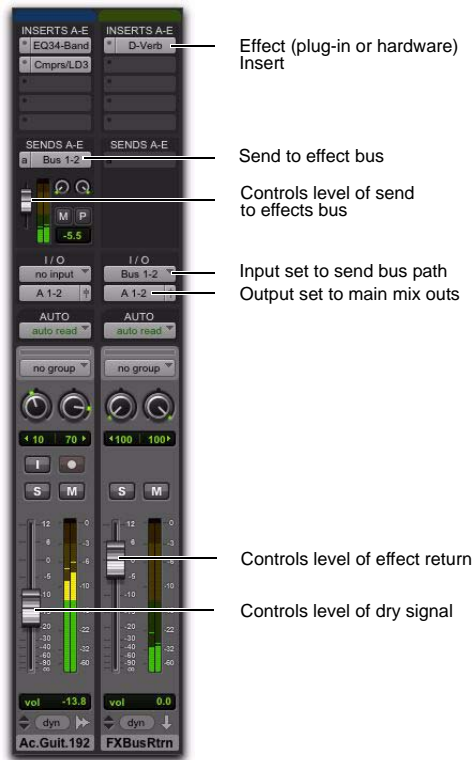 INSERTS A-E
EQ34-Band
Cmprs/LD3
SENDS A-E
a Bus 1-2
M P
-5.5
I / O
no input
A 1-2
AUTO
auto read
no group
10 70
I
S M
12
6
0
-5
-10
-20
-30
-40
-60
-90
∞
0
-3
-6
-10
-22
-32
-60
vol -13.8
dyn
Ac.Guit.192
INSERTS A-E
D-Verb
SENDS A-E
I / O
Bus 1-2
A 1-2
AUTO
auto read
no group
100 100
S M
12
6
0
-5
-10
-20
-30
-40
-60
-90
∞
0
-3
-6
-10
-22
-32
-60
vol 0.0
dyn
FXBusRtrn
Effect (plug-in or hardware)
Insert
Send to effect bus
Controls level of send
to effects bus
Input set to send bus path
Output set to main mix outs
Controls level of effect return
Controls level of dry signal